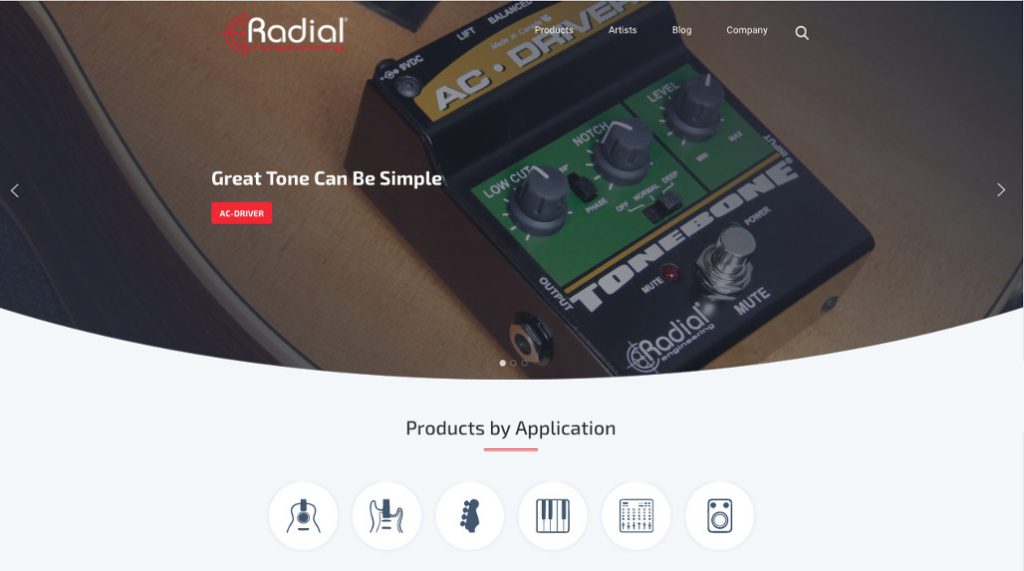 Radial
engineering
Products
Artists
Blog
Company
LIFT
BALANCED
Made in Canada
9VDC
AC·DRIVER
LEVEL
MIN
MAX
NOTCH
LOW CUT
PHASE
OFF
NORMAL
DEEP
Great Tone Can Be Simple
AC-DRIVER
TONEBONE
POWER
MUTE
MUTE
OUTPUT
Radial
engineering
Products by Application